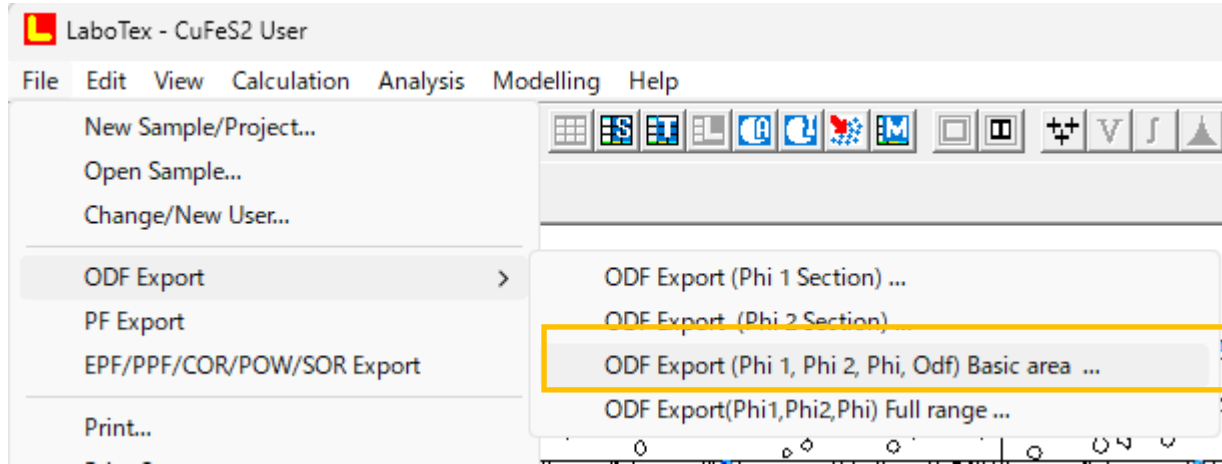 LaboTex - CuFeS2 User
File Edit View Calculation Analysis Modelling Help
New Sample/Project...
Open Sample...
Change/New User...
ODF Export >
PF Export
EPF/PPF/COR/POW/SOR Export
Print...
ODF Export (Phi 1 Section) ...
ODF Export (Phi 2 Section) ...
ODF Export (Phi 1, Phi 2, Phi, Odf) Basic area ...
ODF Export(Phi1,Phi2,Phi) Full range ...